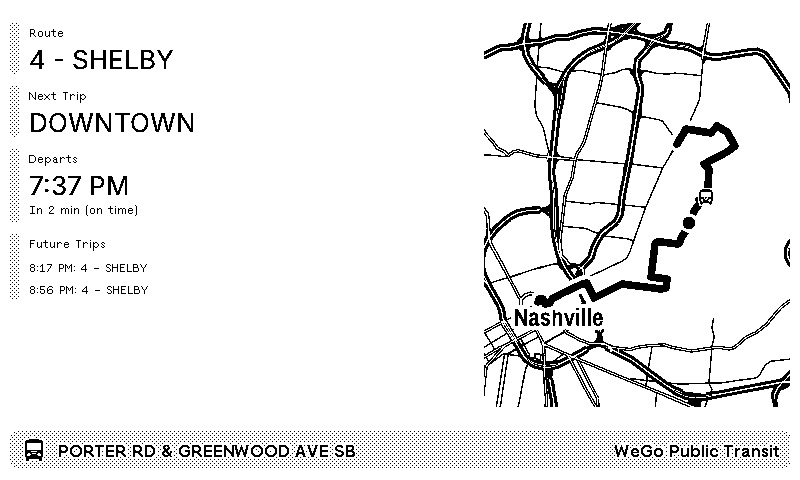 Route
4 - SHELBY
Next Trip
DOWNTOWN
Departs
7:37 PM
In 2 min (on time)
Future Trips
8:17 PM: 4 - SHELBY
8:56 PM: 4 - SHELBY
Nashville
PORTER RD & GREENWOOD AVE SB
WeGo Public Transit